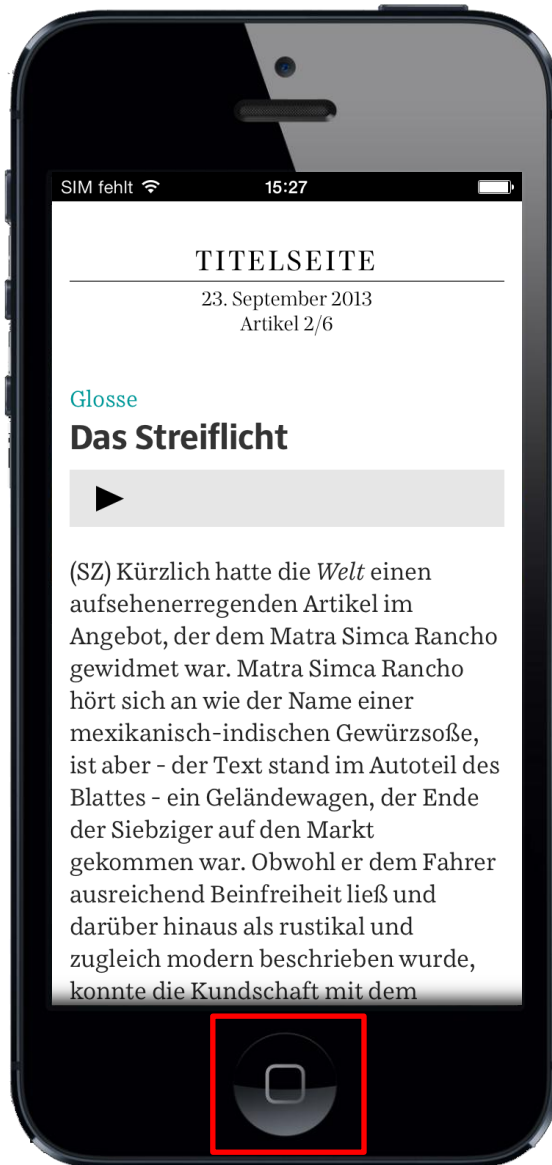 SIM fehlt 15:27
TITELSEITE
23. September 2013
Artikel 2/6
Glosse
Das Streiflicht
(SZ) Kürzlich hatte die Welt einen
aufsehenerregenden Artikel im
Angebot, der dem Matra Simca Rancho
gewidmet war. Matra Simca Rancho
hört sich an wie der Name einer
mexikanisch-indischen Gewürzsoße,
ist aber - der Text stand im Autoteil des
Blattes - ein Geländewagen, der Ende
der Siebziger auf den Markt
gekommen war. Obwohl er dem Fahrer
ausreichend Beinfreiheit ließ und
darüber hinaus als rustikal und
zugleich modern beschrieben wurde,
konnte die Kundschaft mit dem